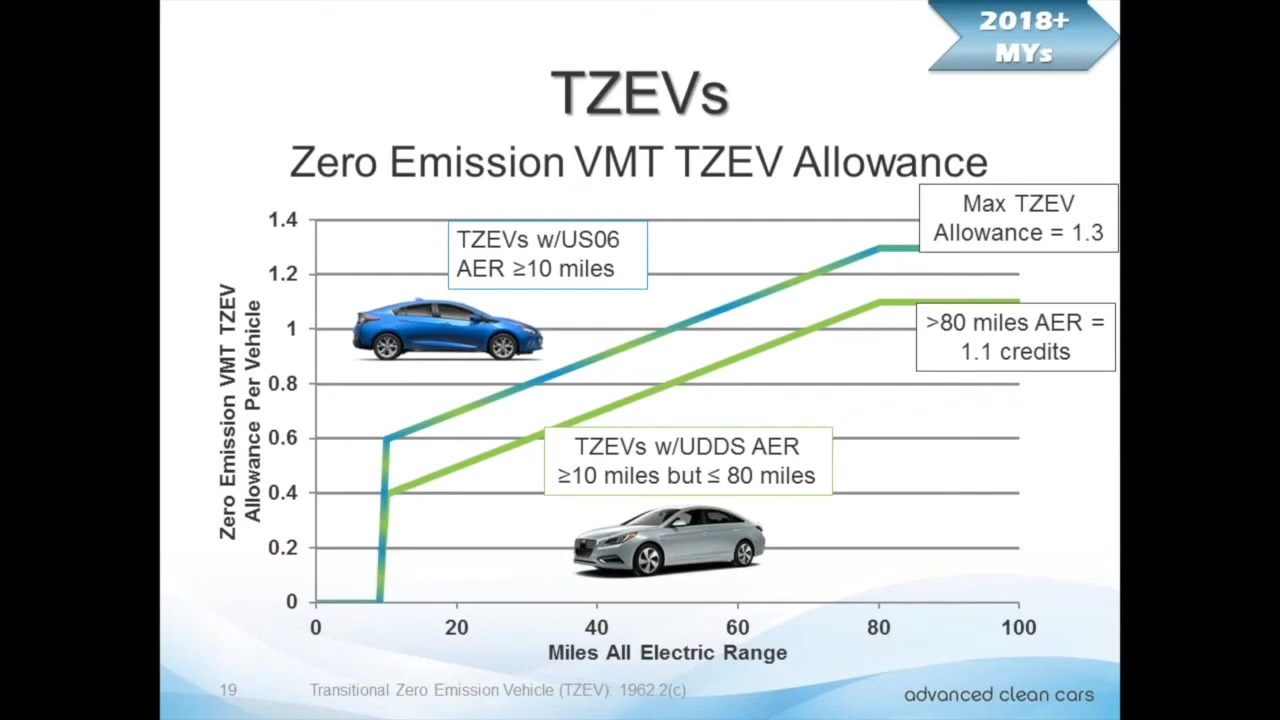 2018+
MYs
TZEVs
Zero Emission VMT TZEV Allowance
Max TZEV
Allowance = 1.3
TZEVs w/US06
AER ≥10 miles
>80 miles AER =
1.1 credits
TZEVs w/UDDS AER
≥10 miles but ≤ 80 miles
Zero Emission VMT TZEV
Allowance Per Vehicle
1.4
1.2
1
0.8
0.6
0.4
0.2
0
0 20 40 60 80 100
Miles All Electric Range
19 Transitional Zero Emission Vehicle (TZEV): 1962.2(c)
advanced clean cars